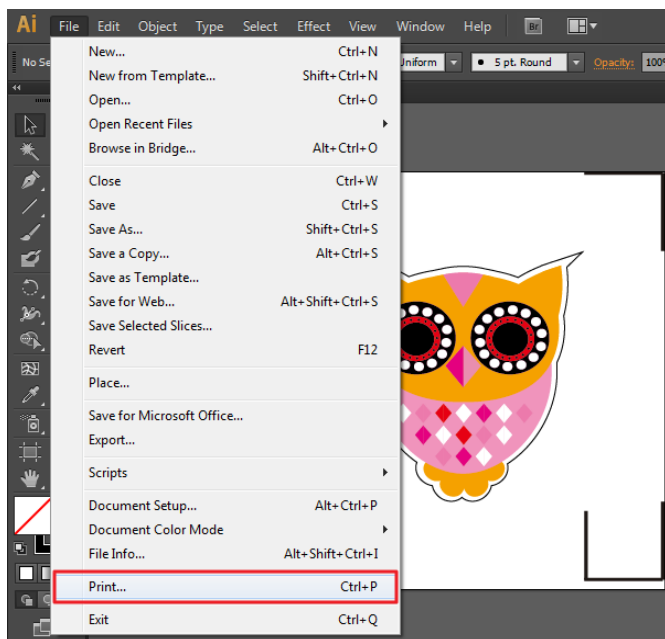 Ai File Edit Object Type Select Effect View Window Help Br
No Se
Uniform 5 pt. Round Opacity: 100%
New... Ctrl+N
New from Template... Shift+Ctrl+N
Open... Ctrl+O
Open Recent Files
Browse in Bridge... Alt+Ctrl+O
Close Ctrl+W
Save Ctrl+S
Save As... Shift+Ctrl+S
Save a Copy... Alt+Ctrl+S
Save as Template...
Save for Web... Alt+Shift+Ctrl+S
Save Selected Slices...
Revert F12
Place...
Save for Microsoft Office...
Export...
Scripts
Document Setup... Alt+Ctrl+P
Document Color Mode
File Info... Alt+Shift+Ctrl+I
Print... Ctrl+P
Exit Ctrl+Q